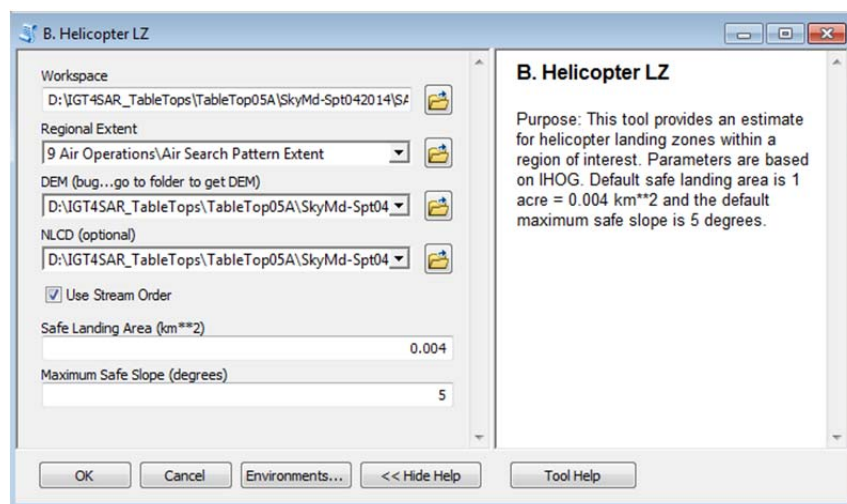 B. Helicopter LZ
Workspace
D:\IGT4SAR_TableTops\TableTop05A\SkyMd-Spt042014\SA
Regional Extent
9 Air Operations\Air Search Pattern Extent
DEM (bug...go to folder to get DEM)
D:\IGT4SAR_TableTops\TableTop05A\SkyMd-Spt04
NLCD (optional)
D:\IGT4SAR_TableTops\TableTop05A\SkyMd-Spt04
Use Stream Order
Safe Landing Area (km**2)
0.004
Maximum Safe Slope (degrees)
5
B. Helicopter LZ
Purpose: This tool provides an estimate
for helicopter landing zones within a
region of interest. Parameters are based
on IHOG. Default safe landing area is 1
acre = 0.004 km**2 and the default
maximum safe slope is 5 degrees.
OK
Cancel
Environments...
<< Hide Help
Tool Help